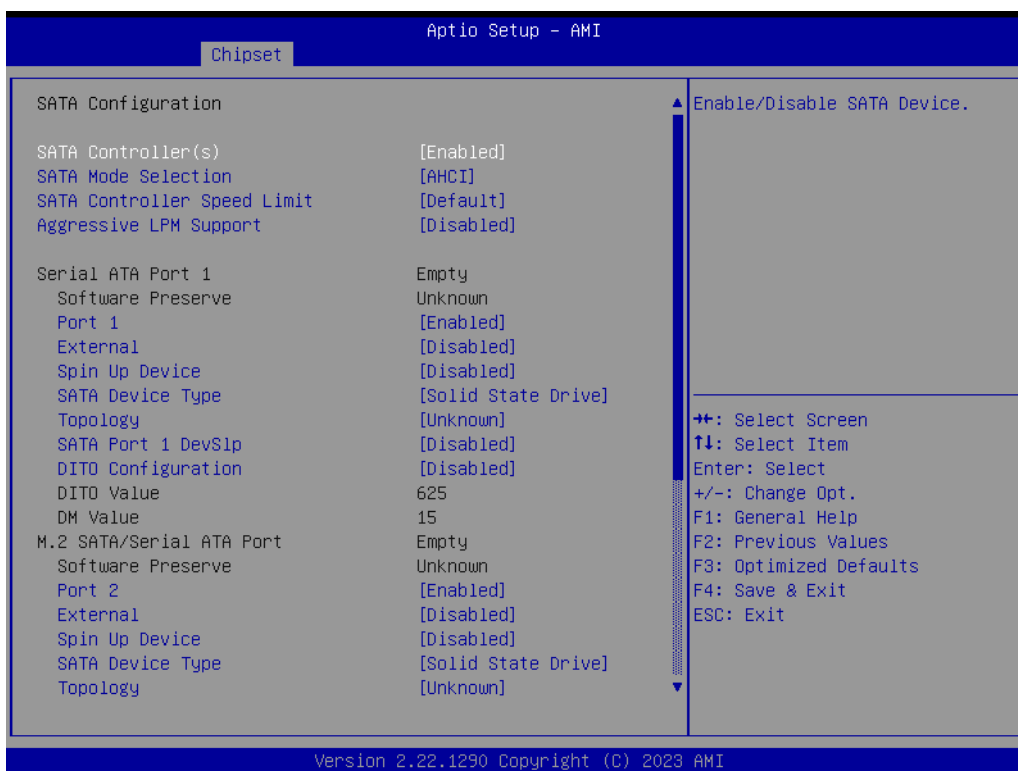 Aptio Setup – AMI
Chipset
SATA Configuration
Enable/Disable SATA Device.
SATA Controller(s) [Enabled]
SATA Mode Selection [AHCI]
SATA Controller Speed Limit [Default]
Aggressive LPM Support [Disabled]
Serial ATA Port 1 Empty
Software Preserve Unknown
Port 1 [Enabled]
External [Disabled]
Spin Up Device [Disabled]
SATA Device Type [Solid State Drive]
Topology [Unknown]
SATA Port 1 DevSlp [Disabled]
DITO Configuration [Disabled]
DITO Value 625
DM Value 15
M.2 SATA/Serial ATA Port Empty
Software Preserve Unknown
Port 2 [Enabled]
External [Disabled]
Spin Up Device [Disabled]
SATA Device Type [Solid State Drive]
Topology [Unknown]
→←: Select Screen
↑↓: Select Item
Enter: Select
+/-: Change Opt.
F1: General Help
F2: Previous Values
F3: Optimized Defaults
F4: Save & Exit
ESC: Exit
Version 2.22.1290 Copyright (C) 2023 AMI